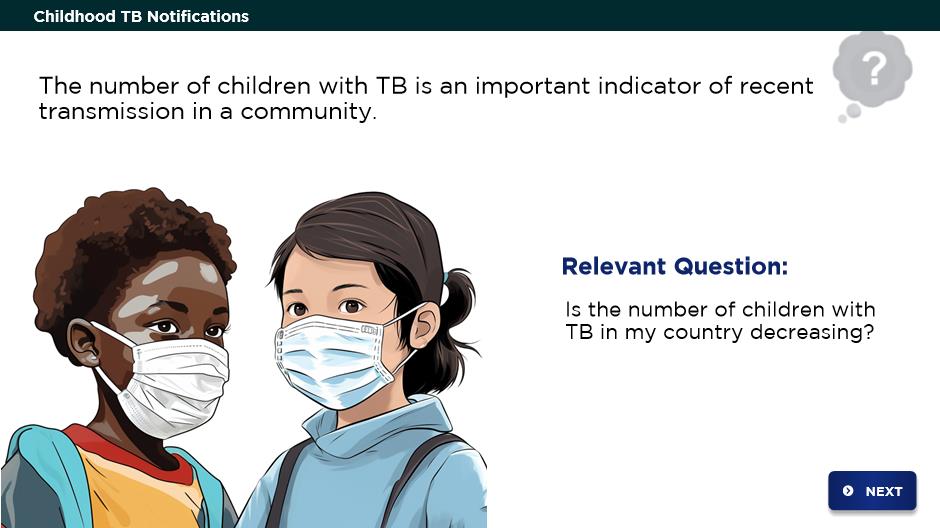 Childhood TB Notifications
?
The number of children with TB is an important indicator of recent
transmission in a community.
Relevant Question:
Is the number of children with
TB in my country decreasing?
NEXT